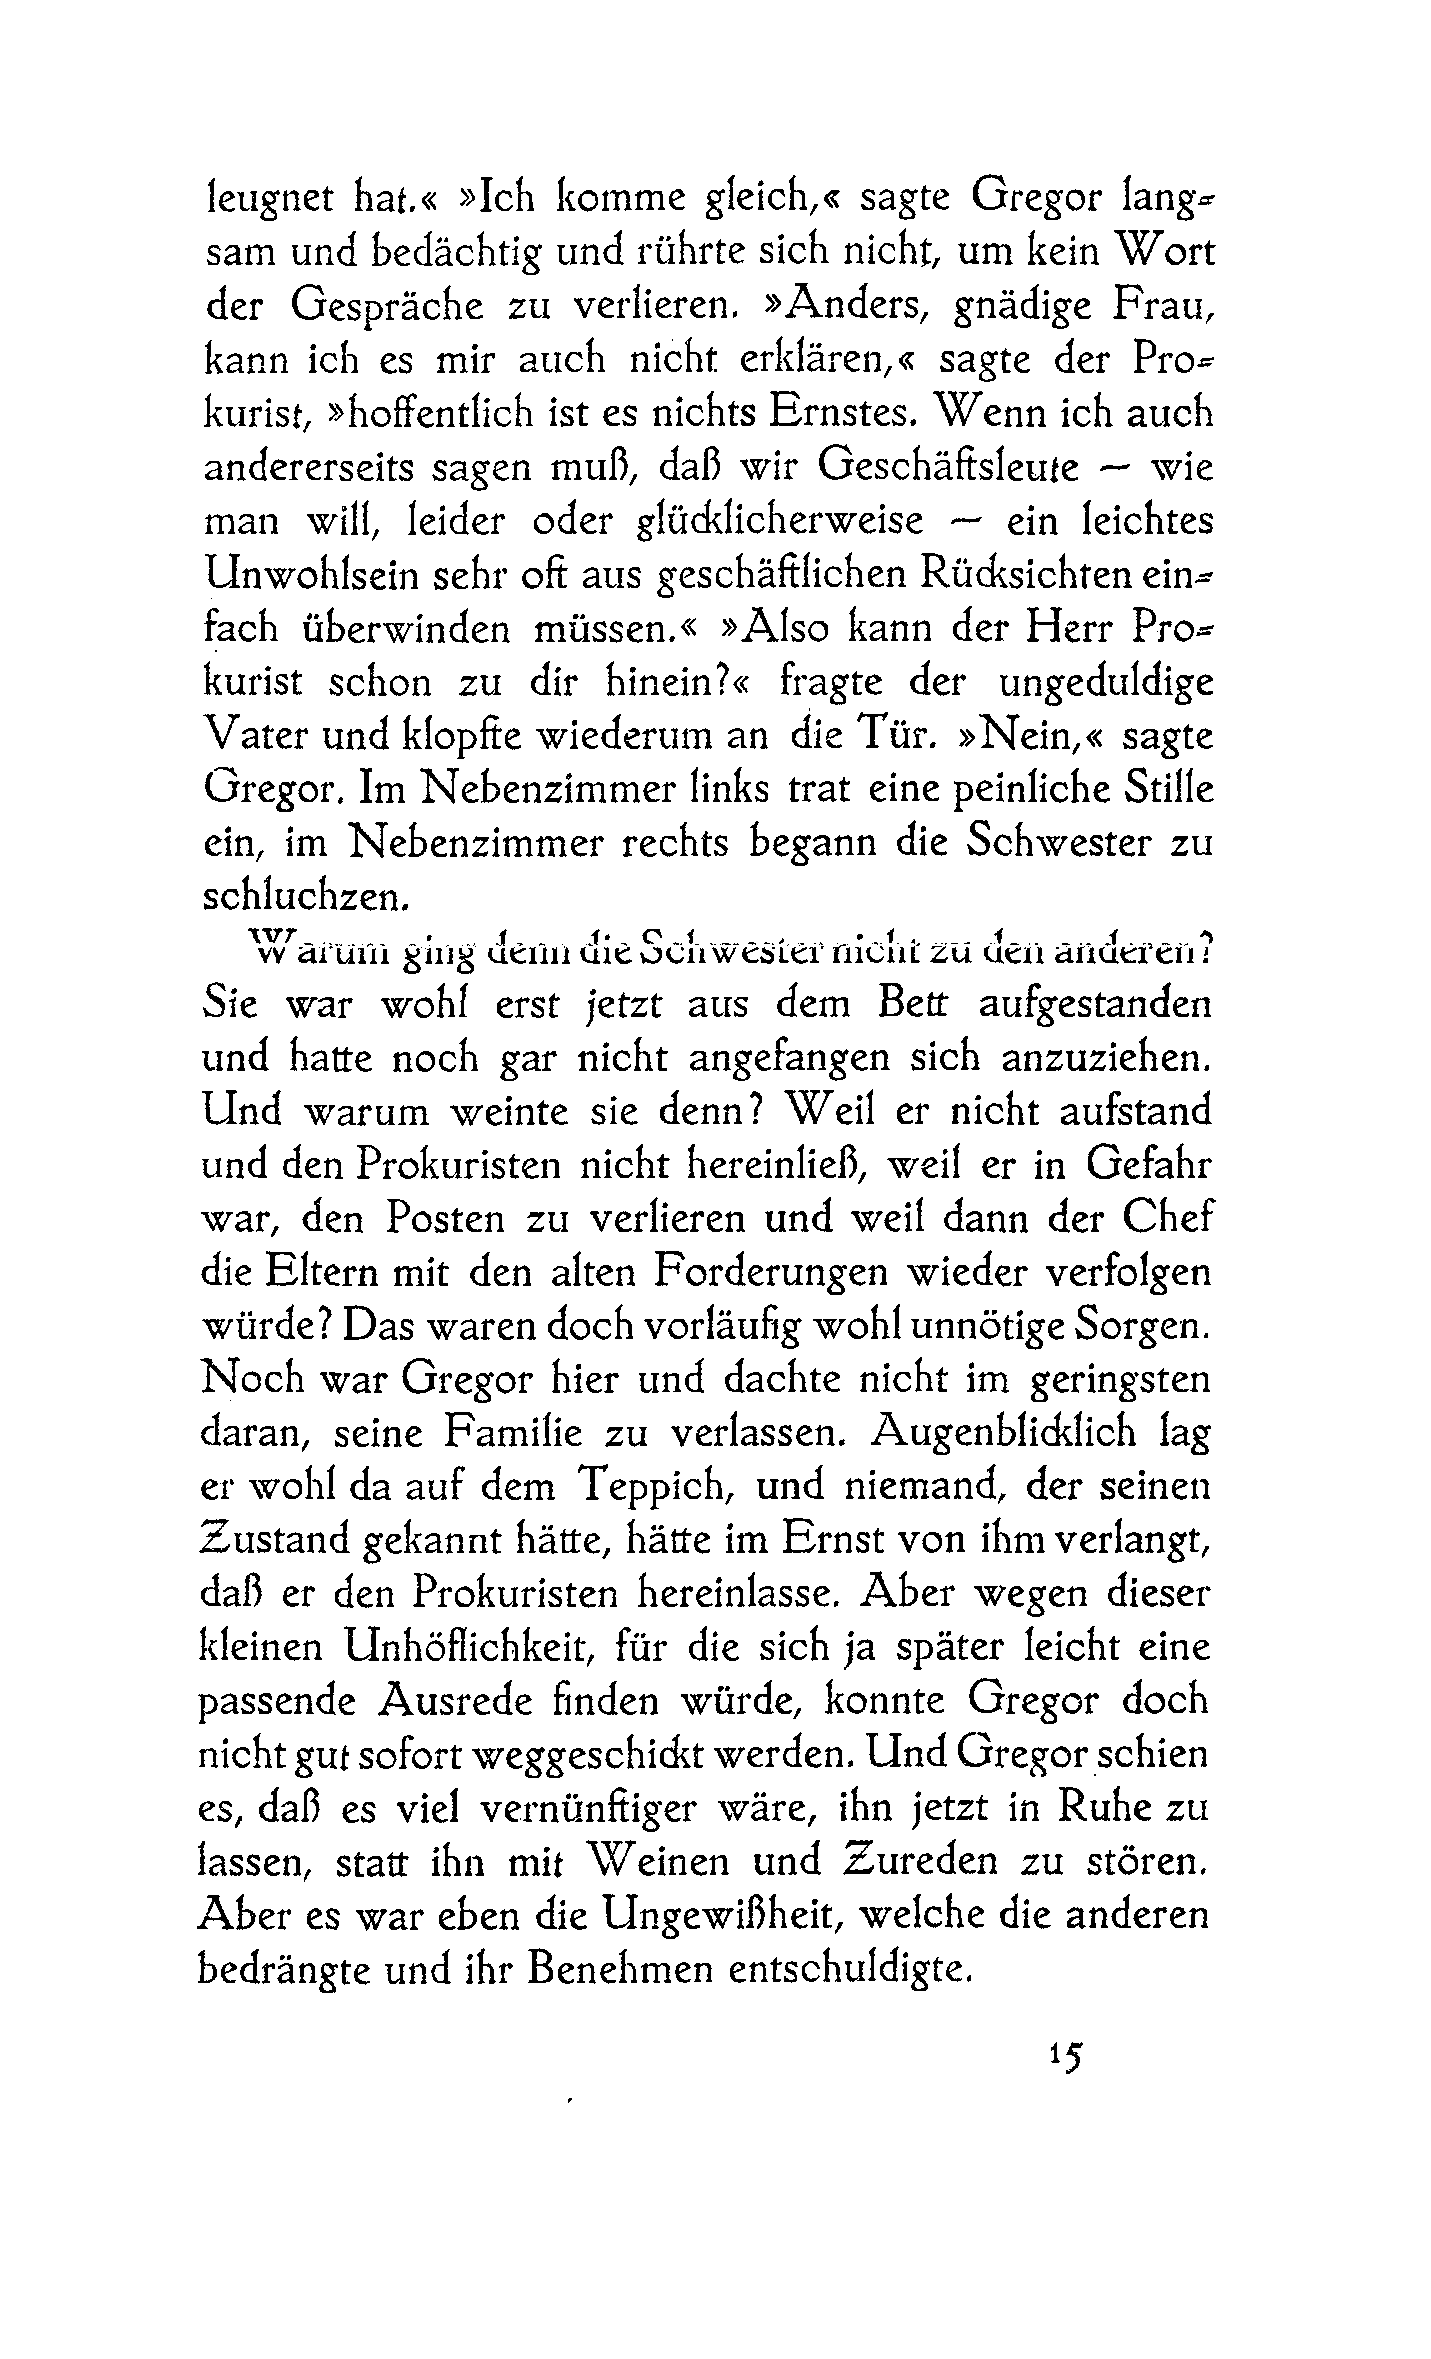 leugnet hat.« »Ich komme gleich,« sagte Gregor lang-
sam und bedächtig und rührte sich nicht, um kein Wort
der Gespräche zu verlieren. »Anders, gnädige Frau,
kann ich es mir auch nicht erklären,« sagte der Pro-
kurist, »hoffentlich ist es nichts Ernstes. Wenn ich auch
andererseits sagen muß, daß wir Geschäftsleute — wie
man will, leider oder glücklicherweise — ein leichtes
Unwohlsein sehr oft aus geschäftlichen Rücksichten ein-
fach überwinden müssen.« »Also kann der Herr Pro-
kurist schon zu dir hinein?« fragte der ungeduldige
Vater und klopfte wiederum an die Tür. »Nein,« sagte
Gregor. Im Nebenzimmer links trat eine peinliche Stille
ein, im Nebenzimmer rechts begann die Schwester zu
schluchzen.
Warum ging denn die Schwester nicht zu den anderen?
Sie war wohl erst jetzt aus dem Bett aufgestanden
und hatte noch gar nicht angefangen sich anzuziehen.
Und warum weinte sie denn? Weil er nicht aufstand
und den Prokuristen nicht hereinließ, weil er in Gefahr
war, den Posten zu verlieren und weil dann der Chef
die Eltern mit den alten Forderungen wieder verfolgen
würde? Das waren doch vorläufig wohl unnötige Sorgen.
Noch war Gregor hier und dachte nicht im geringsten
daran, seine Familie zu verlassen. Augenblicklich lag
er wohl da auf dem Teppich, und niemand, der seinen
Zustand gekannt hätte, hätte im Ernst von ihm verlangt,
daß er den Prokuristen hereinlasse. Aber wegen dieser
kleinen Unhöflichkeit, für die sich ja später leicht eine
passende Ausrede finden würde, konnte Gregor doch
nicht gut sofort weggeschickt werden. Und Gregor schien
es, daß es viel vernünftiger wäre, ihn jetzt in Ruhe zu
lassen, statt ihn mit Weinen und Zureden zu stören.
Aber es war eben die Ungewißheit, welche die anderen
bedrängte und ihr Benehmen entschuldigte.
15